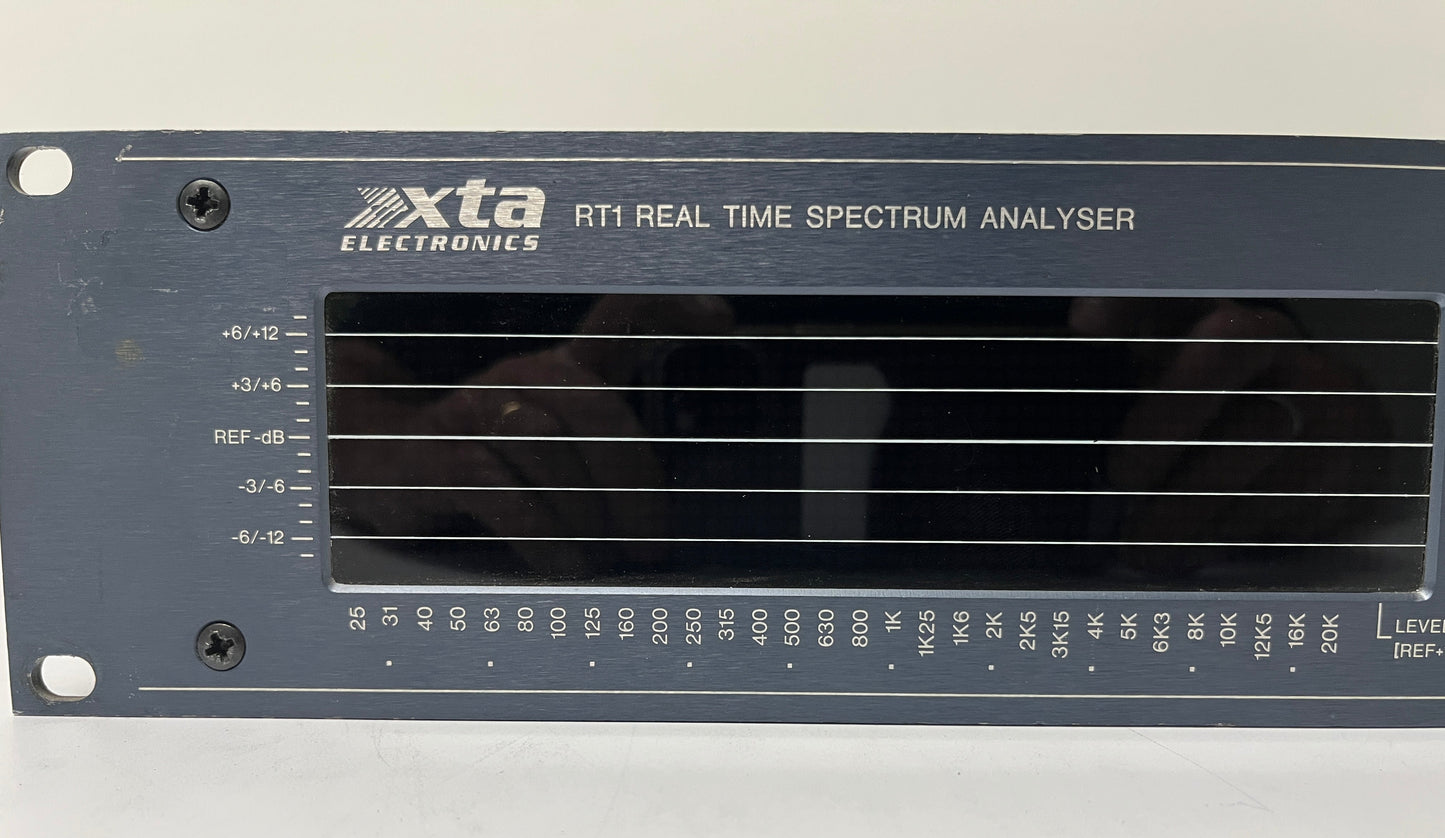 xta
ELECTRONICS
RT1 REAL TIME SPECTRUM ANALYSER
+6/+12
+3/+6
REF-dB
-3/-6
-6/-12
25 31 40 50 63 80 100 125 160 200 250 315 400 500 630 800 1K 1K25 1K6 2K 2K5 3K15 4K 5K 6K3 8K 10K 12K5 16K 20K
LEVEL
[REF+